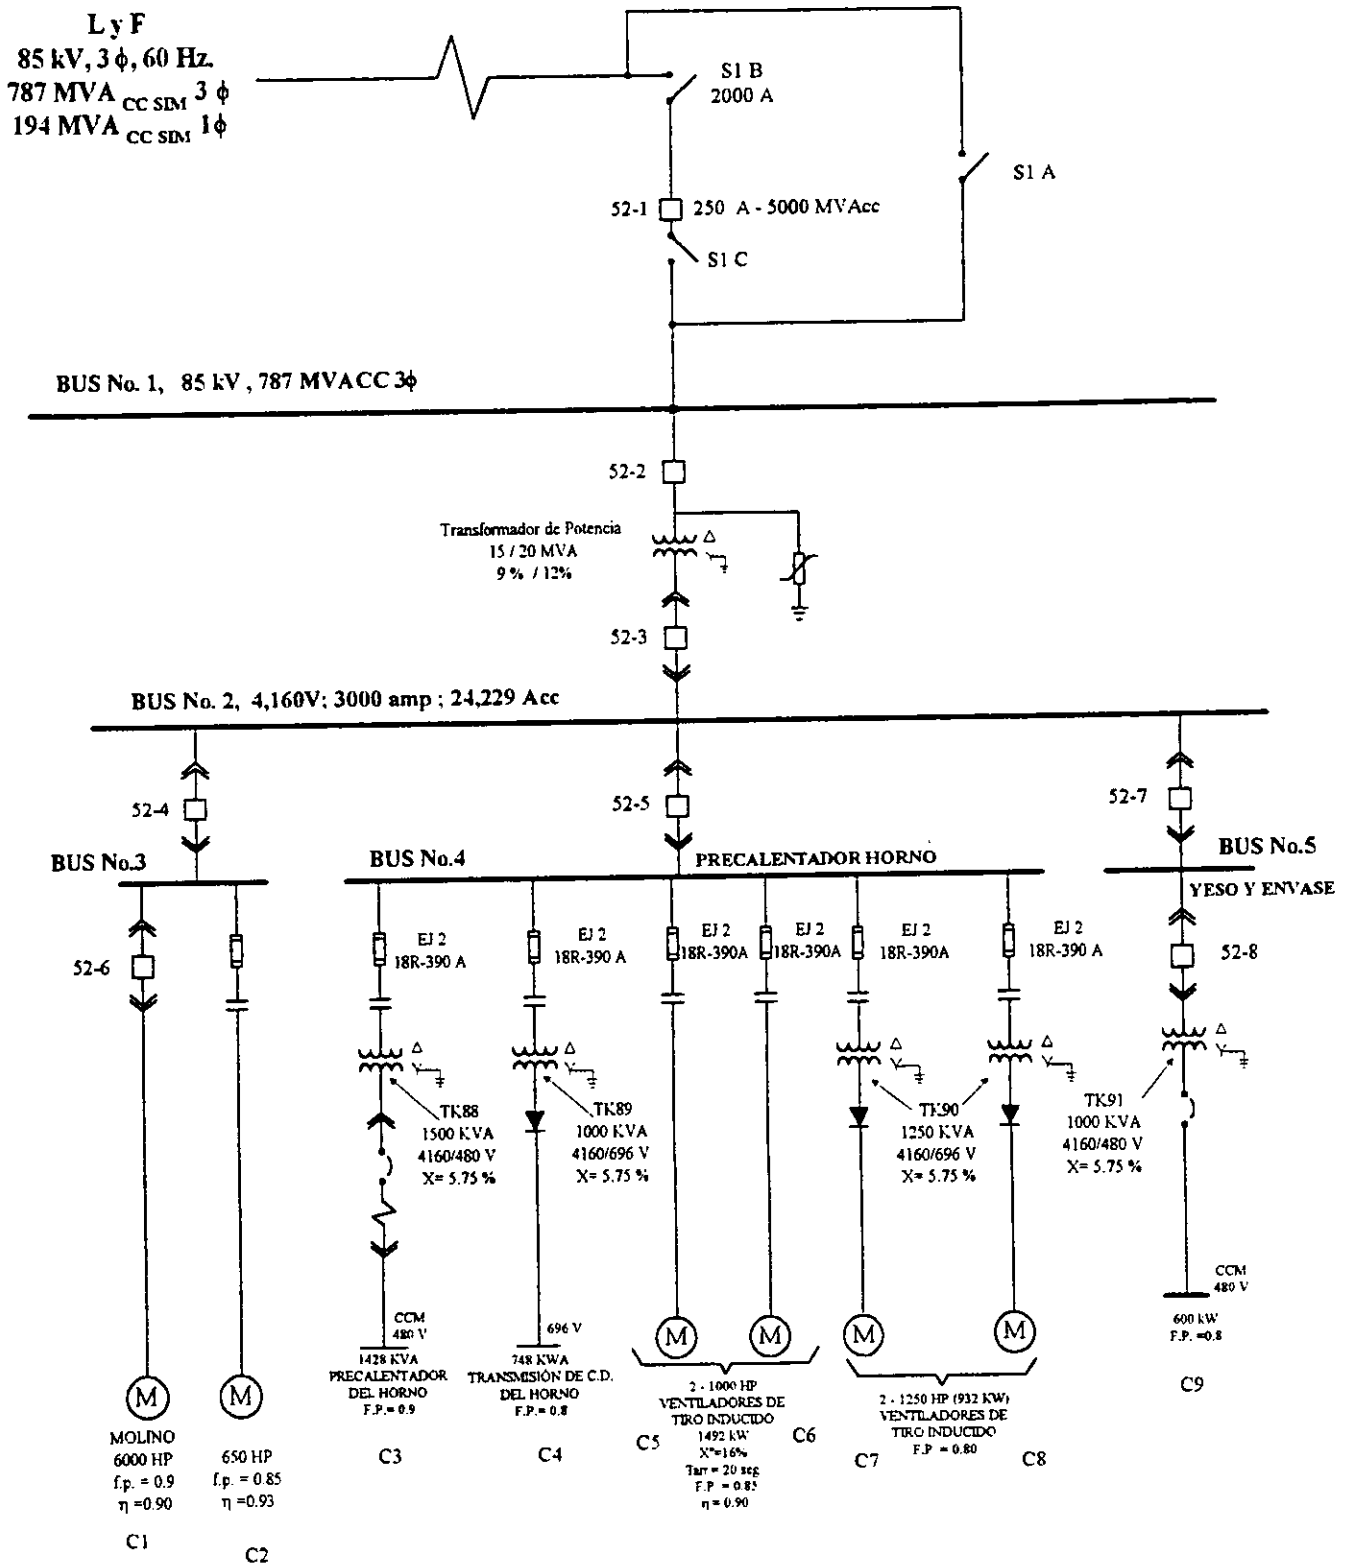 L y F
85 kV, 3 ϕ, 60 Hz.
787 MVA CC SIM 3 ϕ
194 MVA CC SIM 1ϕ
S1 B
2000 A
S1 A
52-1 250 A - 5000 MVAcc
S1 C
BUS No. 1, 85 kV , 787 MVACC 3ϕ
52-2
Transformador de Potencia
15 / 20 MVA
9 % / 12%
Δ
Y
52-3
BUS No. 2, 4,160V; 3000 amp ; 24,229 Acc
52-4
52-5
52-7
BUS No.3
BUS No.4
PRECALENTADOR HORNO
BUS No.5
YESO Y ENVASE
EJ 2
18R-390 A
EJ 2
18R-390 A
EJ 2
18R-390A
EJ 2
18R-390A
EJ 2
18R-390 A
EJ 2
18R-390 A
52-6
52-8
Δ
Y
Δ
Y
Δ
Y
Δ
Y
Δ
Y
TK88
1500 KVA
4160/480 V
X= 5.75 %
TK89
1000 KVA
4160/696 V
X= 5.75 %
TK90
1250 KVA
4160/696 V
X= 5.75 %
TK91
1000 KVA
4160/480 V
X= 5.75 %
CCM
480 V
1428 KVA
PRECALENTADOR
DEL HORNO
F.P.= 0.9
C3
696 V
748 KWA
TRANSMISIÓN DE C.D.
DEL HORNO
F.P.= 0.8
C4
M
M
M
M
2 - 1000 HP
VENTILADORES DE
TIRO INDUCIDO
1492 kW
X"=16%
Tarr = 20 seg
F.P = 0.85
η = 0.90
C5
C6
2 - 1250 HP (932 KW)
VENTILADORES DE
TIRO INDUCIDO
F.P = 0.80
C7
C8
CCM
480 V
600 kW
F.P. =0.8
C9
M
MOLINO
6000 HP
f.p. = 0.9
η =0.90
C1
M
650 HP
f.p. = 0.85
η =0.93
C2